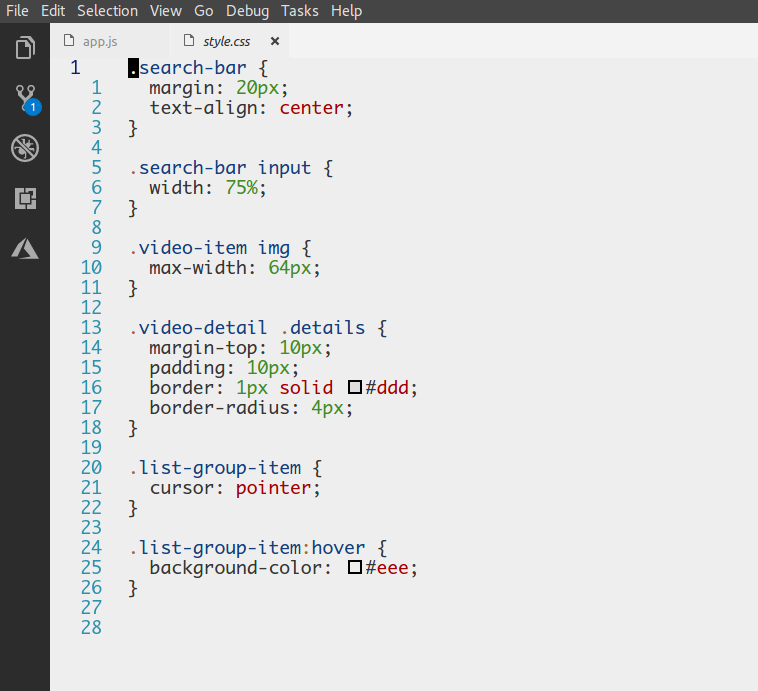 File Edit Selection View Go Debug Tasks Help
app.js style.css ×
1 .search-bar {
1 margin: 20px;
2 text-align: center;
3 }
4
5 .search-bar input {
6 width: 75%;
7 }
8
9 .video-item img {
10 max-width: 64px;
11 }
12
13 .video-detail .details {
14 margin-top: 10px;
15 padding: 10px;
16 border: 1px solid #ddd;
17 border-radius: 4px;
18 }
19
20 .list-group-item {
21 cursor: pointer;
22 }
23
24 .list-group-item:hover {
25 background-color: #eee;
26 }
27
28
1